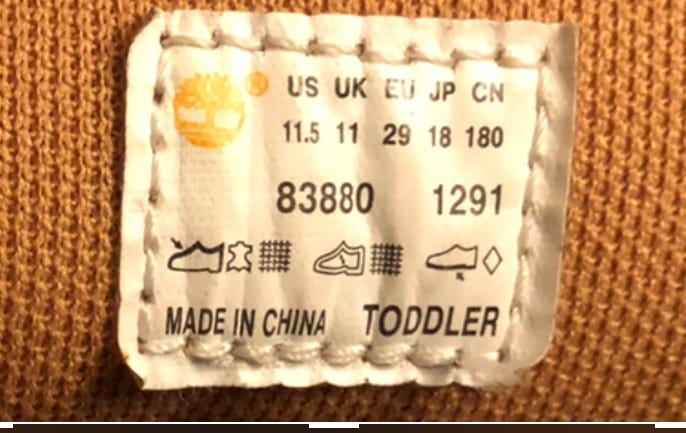 ® US UK EU JP CN
11.5 11 29 18 180
83880 1291
MADE IN CHINA TODDLER